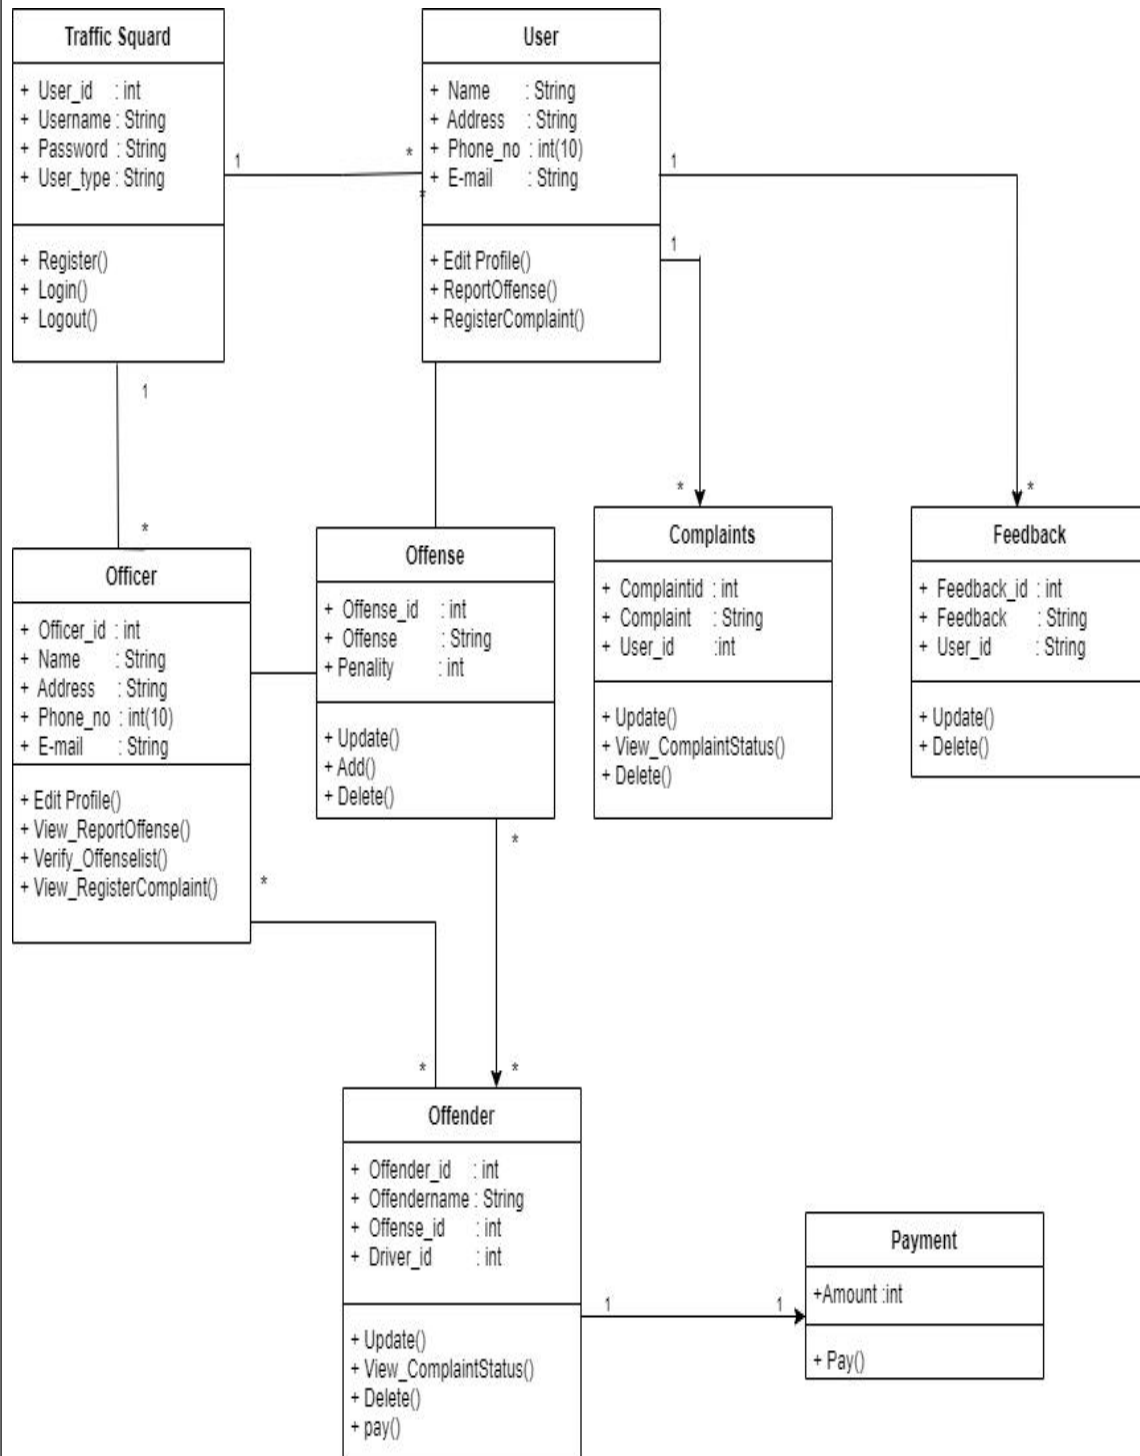 Traffic Squard
+ User_id : int
+ Username : String
+ Password : String
+ User_type : String
+ Register()
+ Login()
+ Logout()
1
*
User
+ Name : String
+ Address : String
+ Phone_no : int(10)
+ E-mail : String
*
+ Edit Profile()
+ ReportOffense()
+ RegisterComplaint()
1
1
1
*
*
*
Officer
+ Officer_id : int
+ Name : String
+ Address : String
+ Phone_no : int(10)
+ E-mail : String
+ Edit Profile()
+ View_ReportOffense()
+ Verify_Offenselist()
+ View_RegisterComplaint()
Offense
+ Offense_id : int
+ Offense : String
+ Penality : int
+ Update()
+ Add()
+ Delete()
Complaints
+ Complaintid : int
+ Complaint : String
+ User_id :int
+ Update()
+ View_ComplaintStatus()
+ Delete()
Feedback
+ Feedback_id : int
+ Feedback : String
+ User_id : String
+ Update()
+ Delete()
*
*
*
*
Offender
+ Offender_id : int
+ Offendername : String
+ Offense_id : int
+ Driver_id : int
+ Update()
+ View_ComplaintStatus()
+ Delete()
+ pay()
1
1
Payment
+Amount :int
+ Pay()